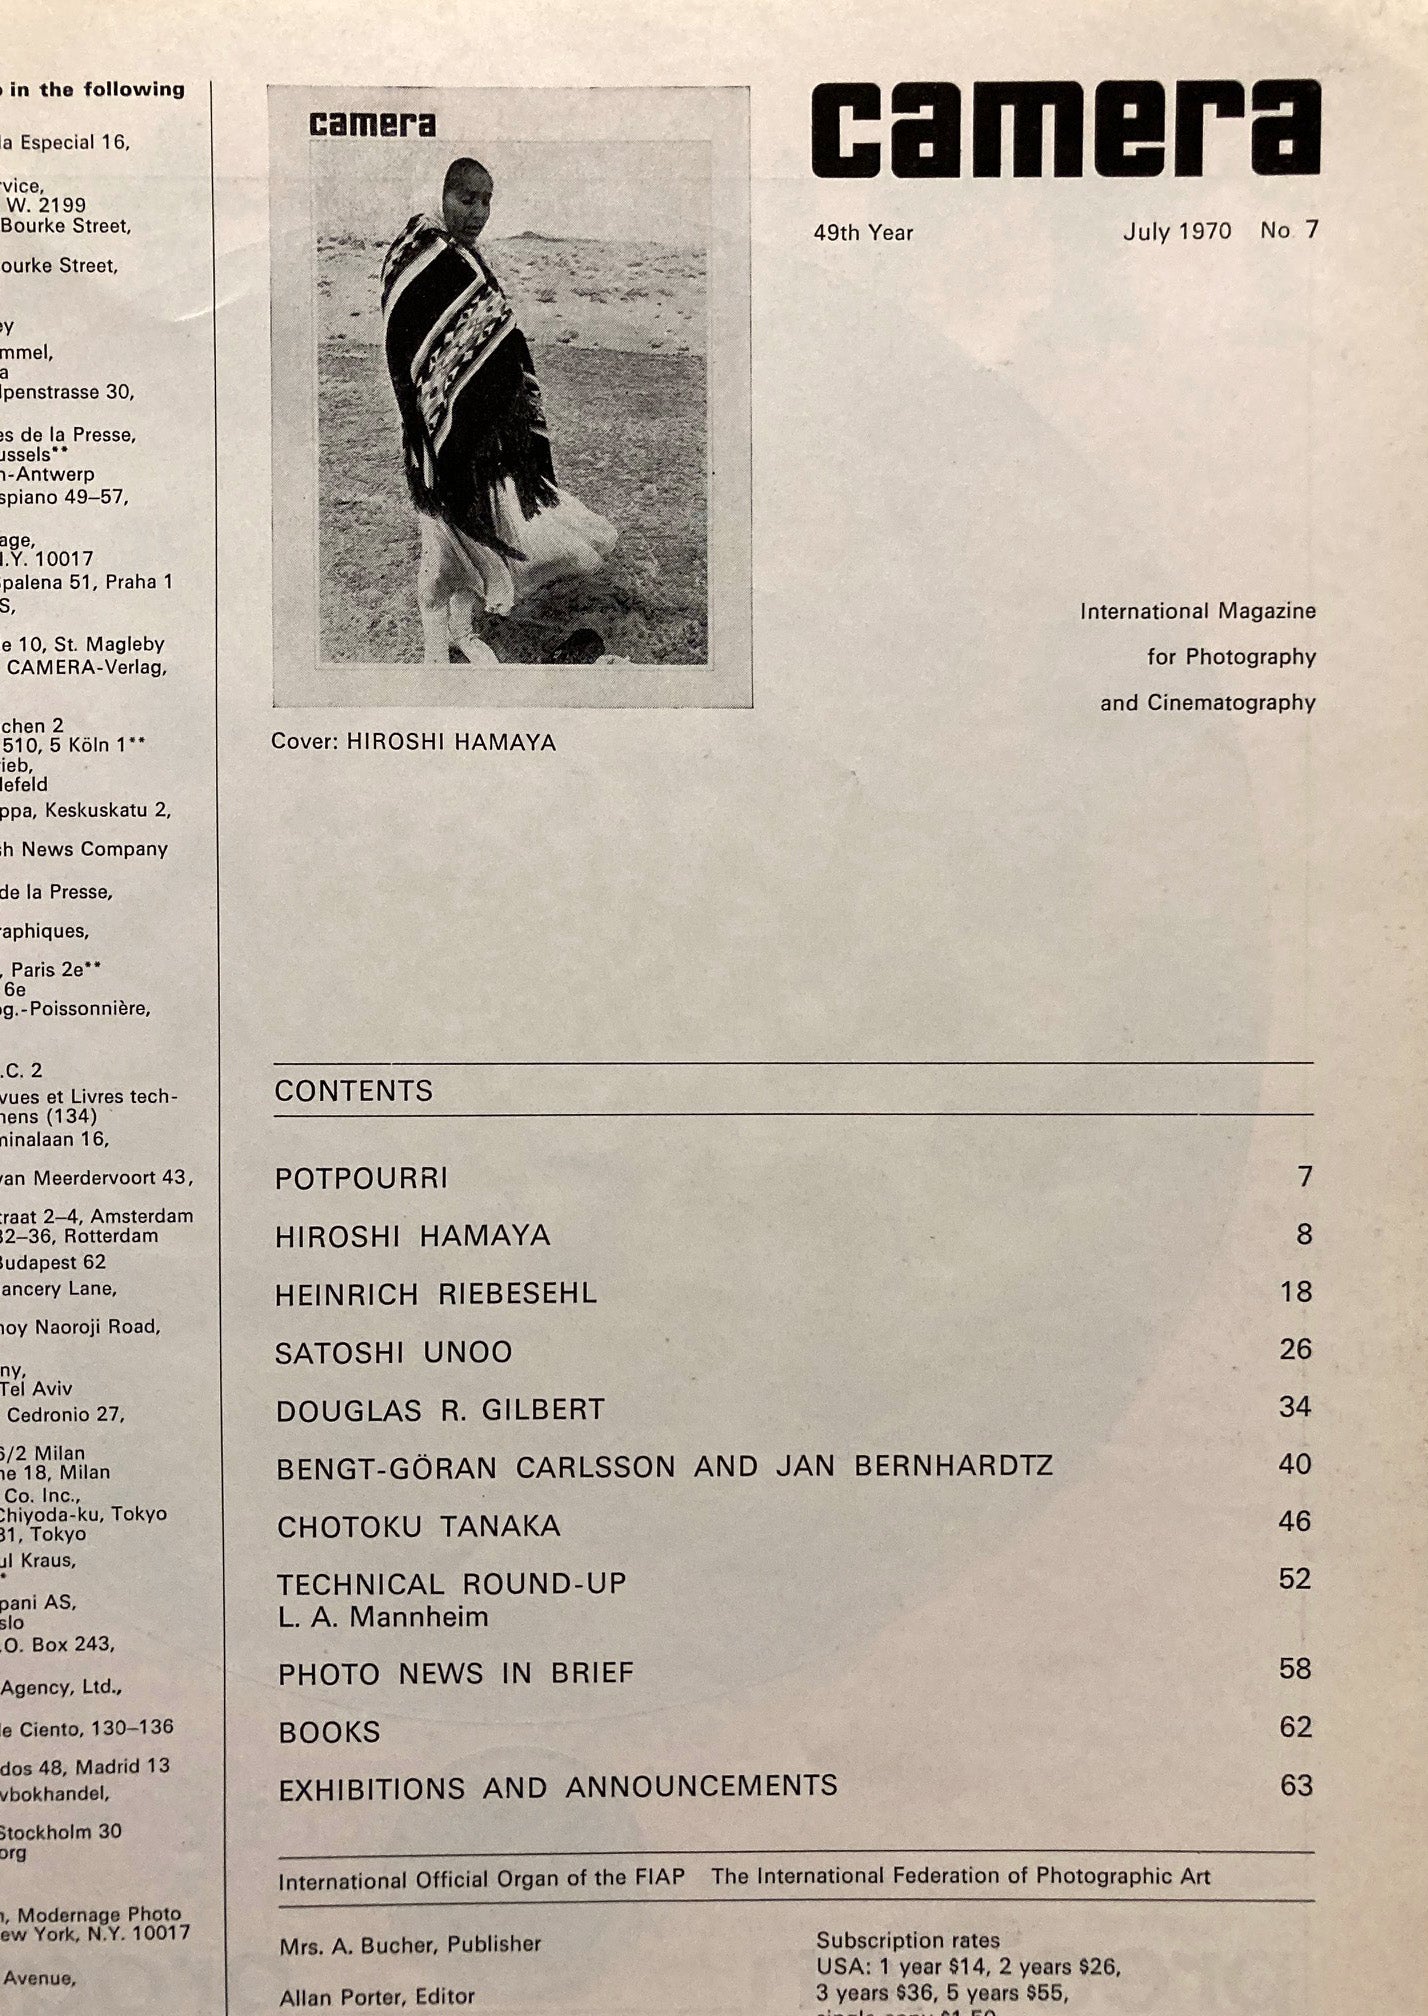 in the following
la Especial 16,
W. 2199
Bourke Street,
ourke Street,
lpenstrasse 30,
es de la Presse,
-Antwerp
spiano 49–57,
N.Y. 10017
Spalena 51, Praha 1
e 10, St. Magleby
CAMERA-Verlag,
chen 2
510, 5 Köln 1**
lefeld
ppa, Keskuskatu 2,
sh News Company
de la Presse,
raphiques,
, Paris 2e**
6e
og.-Poissonnière,
.C. 2
vues et Livres tech-
hens (134)
minalaan 16,
van Meerdervoort 43,
traat 2–4, Amsterdam
32–36, Rotterdam
Budapest 62
ancery Lane,
noy Naoroji Road,
ny,
Tel Aviv
Cedronio 27,
6/2 Milan
ne 18, Milan
Co. Inc.,
Chiyoda-ku, Tokyo
31, Tokyo
ul Kraus,
pani AS,
slo
.O. Box 243,
Agency, Ltd.,
de Ciento, 130–136
dos 48, Madrid 13
vbokhandel,
Stockholm 30
org
, Modernage Photo
New York, N.Y. 10017
Avenue,
camera
Cover: HIROSHI HAMAYA
camera
49th Year July 1970 No 7
International Magazine
for Photography
and Cinematography
CONTENTS
POTPOURRI 7
HIROSHI HAMAYA 8
HEINRICH RIEBESEHL 18
SATOSHI UNOO 26
DOUGLAS R. GILBERT 34
BENGT-GÖRAN CARLSSON AND JAN BERNHARDTZ 40
CHOTOKU TANAKA 46
TECHNICAL ROUND-UP 52
L. A. Mannheim
PHOTO NEWS IN BRIEF 58
BOOKS 62
EXHIBITIONS AND ANNOUNCEMENTS 63
International Official Organ of the FIAP The International Federation of Photographic Art
Mrs. A. Bucher, Publisher
Allan Porter, Editor
Subscription rates
USA: 1 year $14, 2 years $26,
3 years $36, 5 years $55,